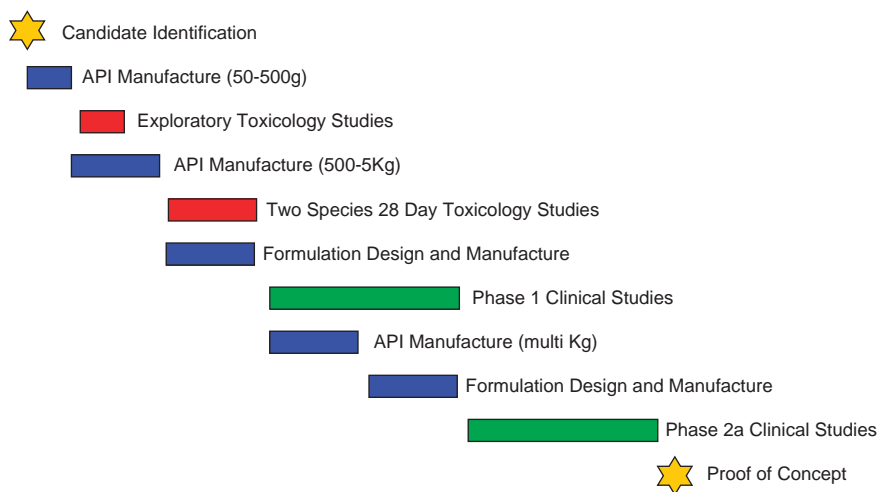 Candidate Identification
API Manufacture (50-500g)
Exploratory Toxicology Studies
API Manufacture (500-5Kg)
Two Species 28 Day Toxicology Studies
Formulation Design and Manufacture
Phase 1 Clinical Studies
API Manufacture (multi Kg)
Formulation Design and Manufacture
Phase 2a Clinical Studies
Proof of Concept